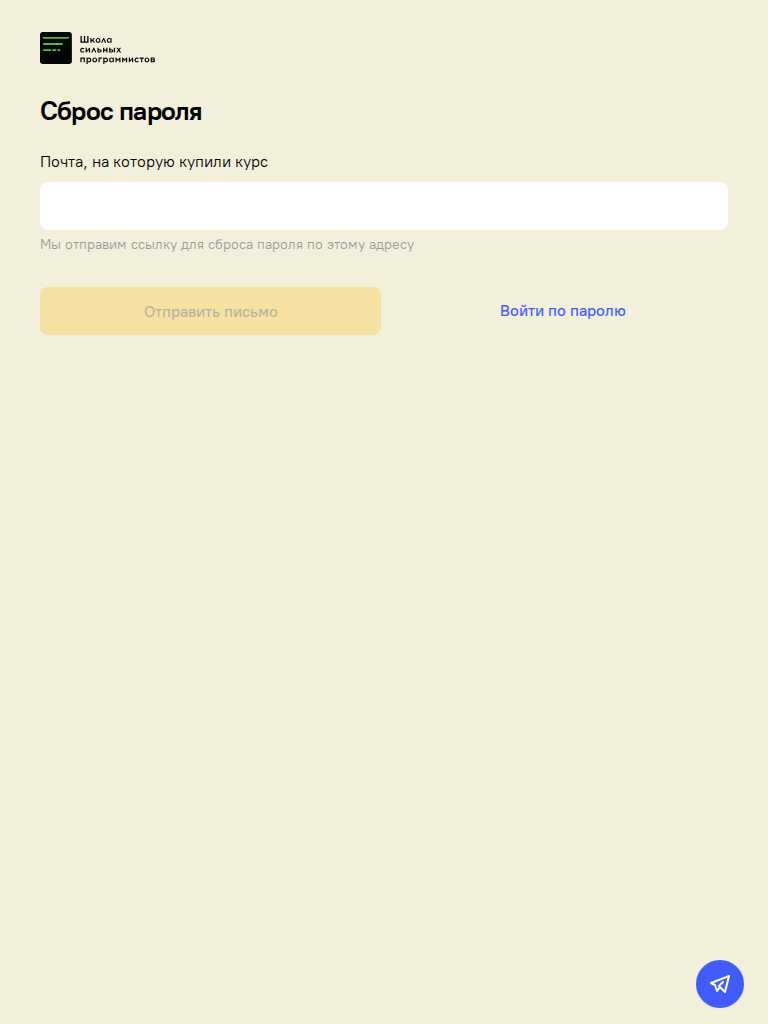 Школа
сильных
программистов
Сброс пароля
Почта, на которую купили курс
Мы отправим ссылку для сброса пароля по этому адресу
Отправить письмо
Войти по паролю